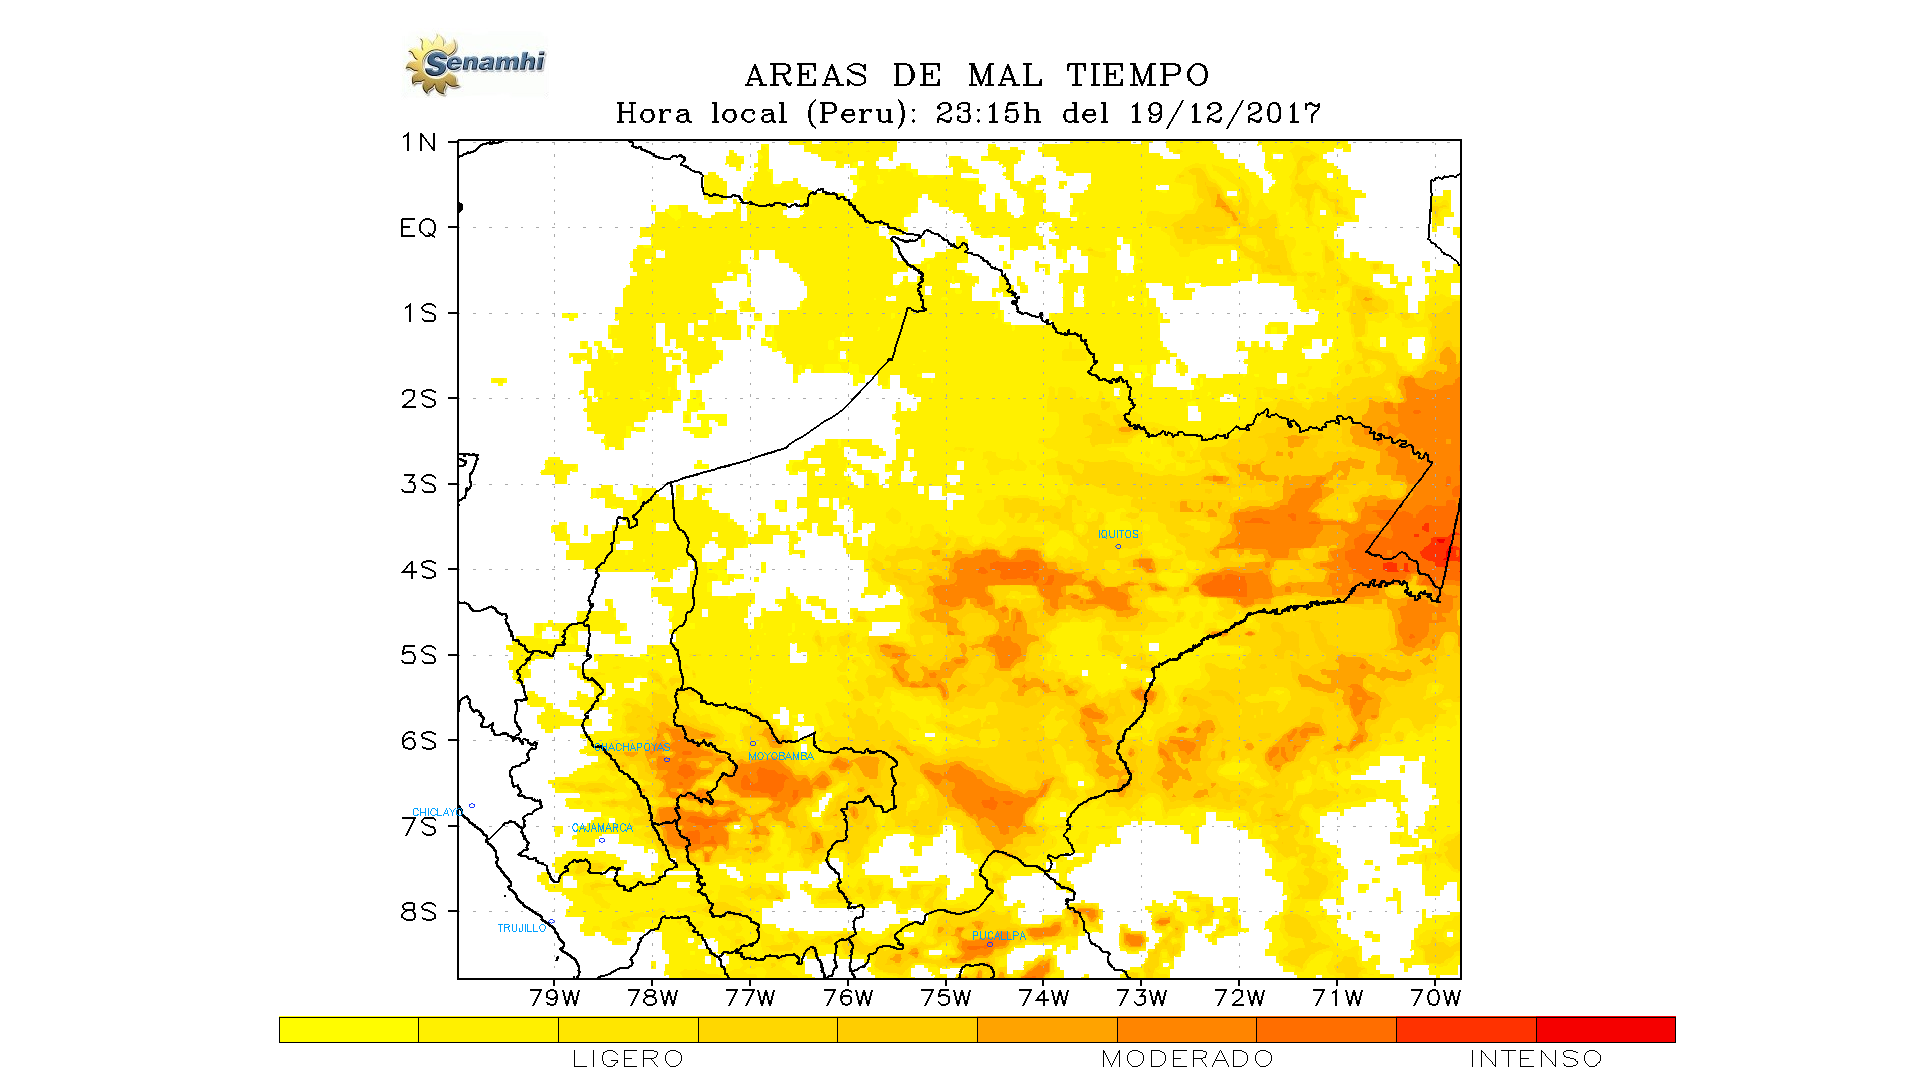 Senamhi
AREAS DE MAL TIEMPO
Hora local (Peru): 23:15h del 19/12/2017
1N
EQ
1S
2S
3S
4S
5S
6S
7S
8S
IQUITOS
CHACHAPOYAS
MOYOBAMBA
CHICLAYO
CAJAMARCA
TRUJILLO
PUCALLPA
79W 78W 77W 76W 75W 74W 73W 72W 71W 70W
LIGERO MODERADO INTENSO